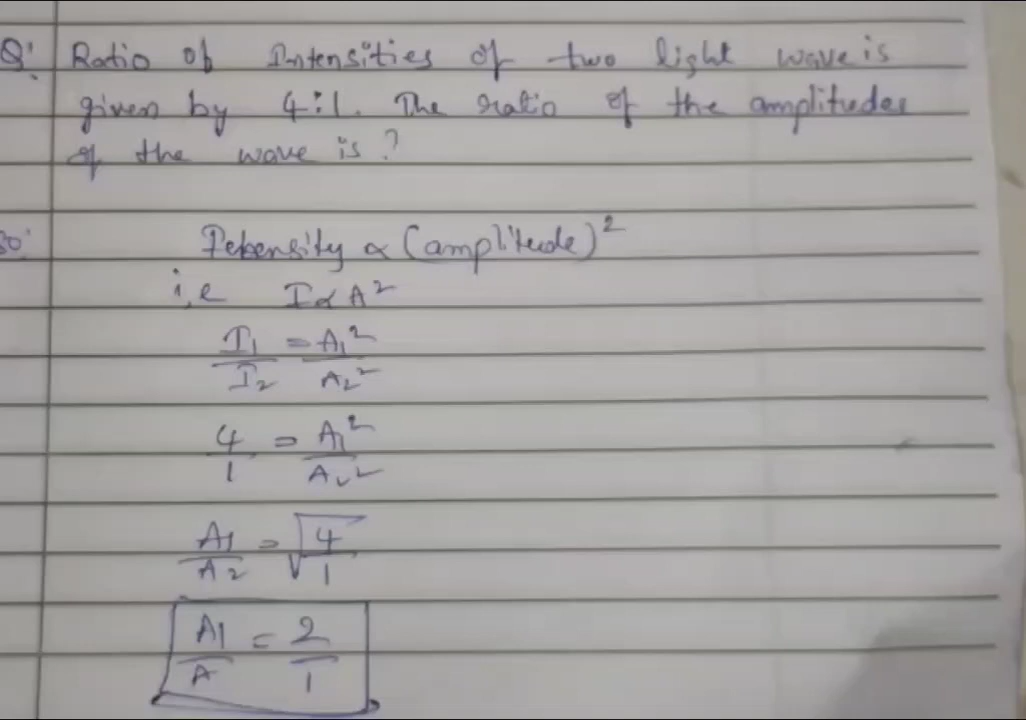 Q: Ratio of Intensities of two light wave is
given by 4:1. The ratio of the amplitudes
of the wave is?
So:
Intensity ∝ (amplitude)²
i,e I ∝ A²
I₁/I₂ = A₁²/A₂²
4/1 = A₁²/A₂²
A₁/A₂ = √(4/1)
A₁/A = 2/1